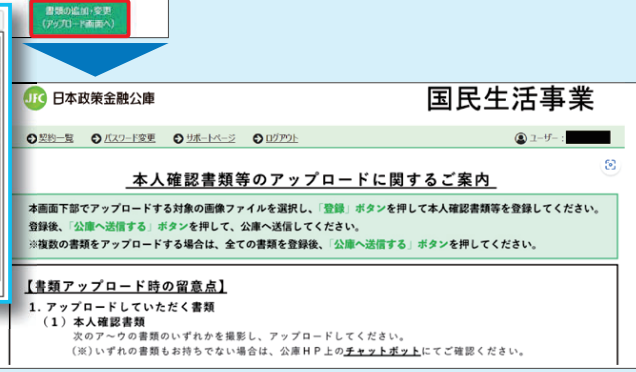 書類の追加・変更
(アップロード画面へ)
JFC 日本政策金融公庫
国民生活事業
契約一覧 パスワード変更 サポートページ ログアウト ユーザー:
本人確認書類等のアップロードに関するご案内
本画面下部でアップロードする対象の画像ファイルを選択し、「登録」ボタンを押して本人確認書類等を登録してください。
登録後、「公庫へ送信する」ボタンを押して、公庫へ送信してください。
※複数の書類をアップロードする場合は、全ての書類を登録後、「公庫へ送信する」ボタンを押してください。
【書類アップロード時の留意点】
1. アップロードしていただく書類
(1)本人確認書類
次のア～ウの書類のいずれかを撮影し、アップロードしてください。
(※)いずれの書類もお持ちでない場合は、公庫HP上のチャットボットにてご確認ください。